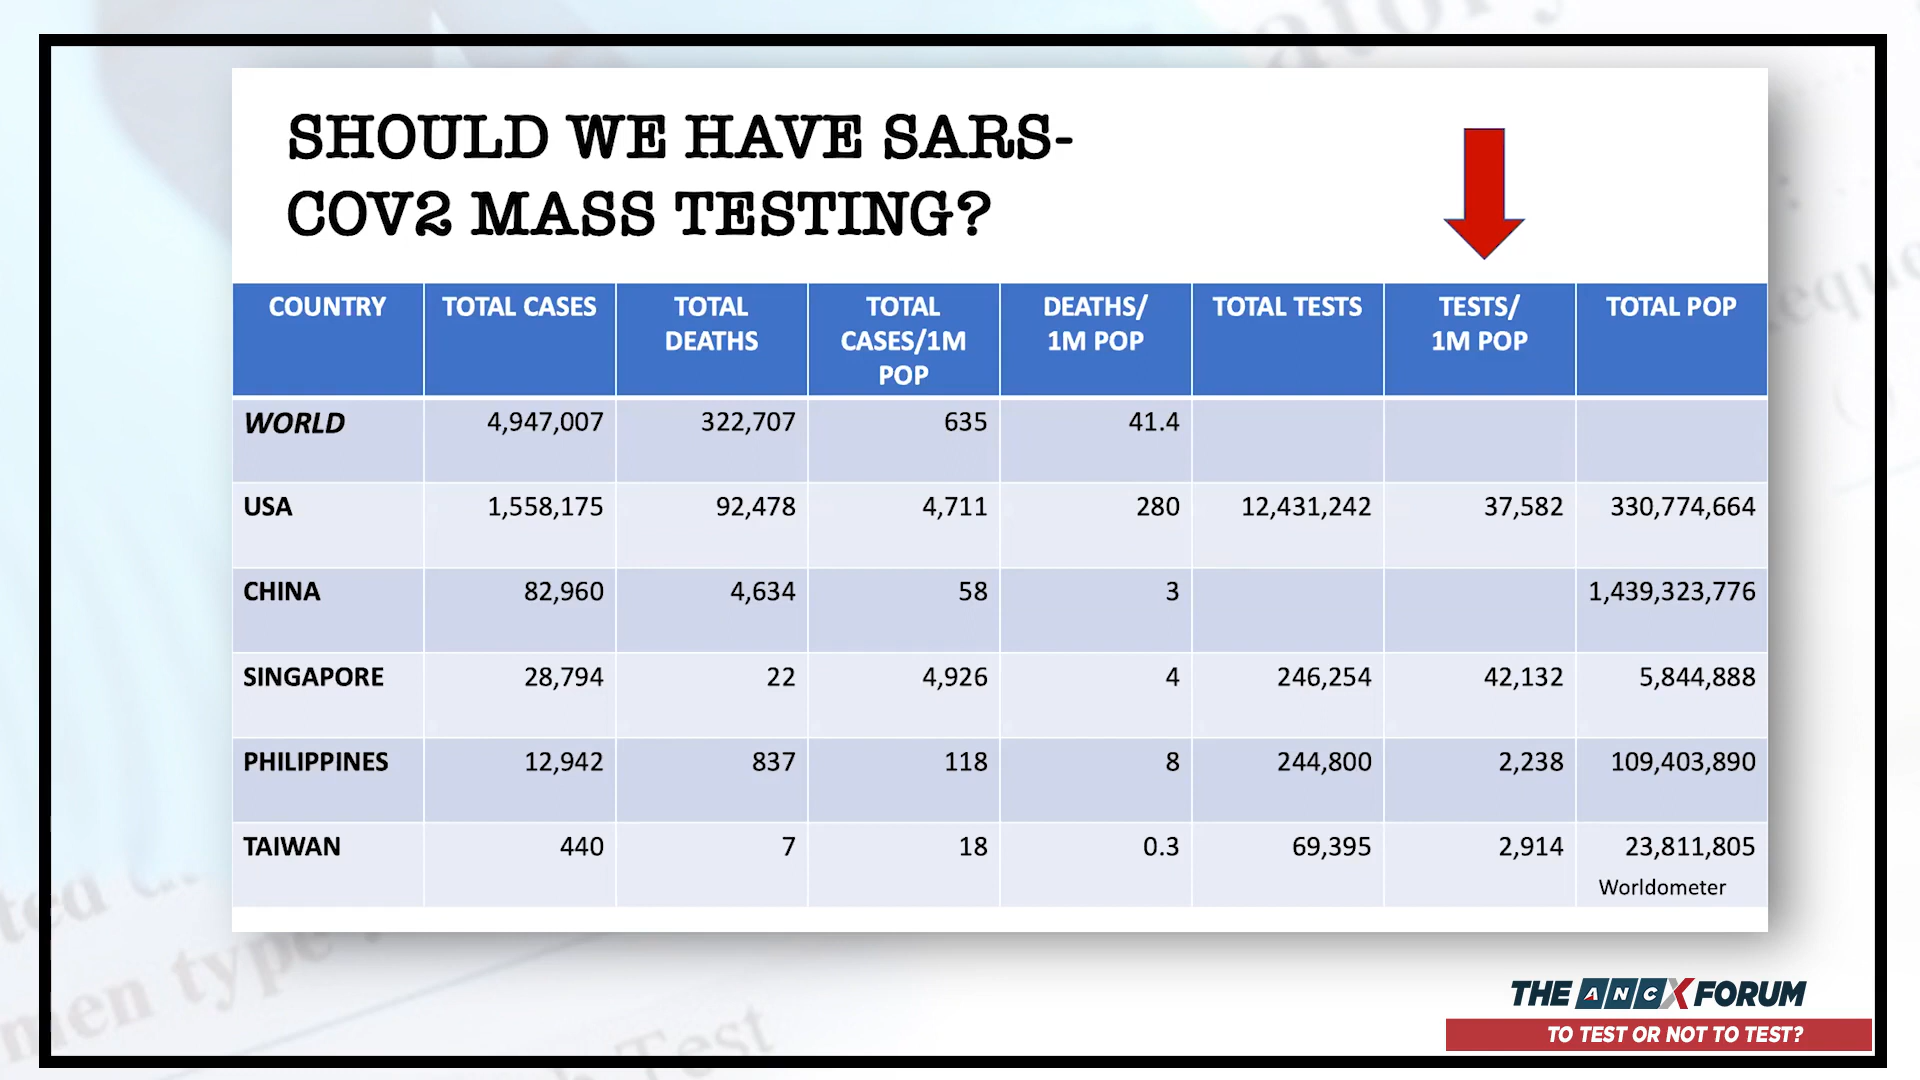 SHOULD WE HAVE SARS-
COV2 MASS TESTING?
COUNTRY TOTAL CASES TOTAL DEATHS TOTAL CASES/1M POP DEATHS/ 1M POP TOTAL TESTS TESTS/ 1M POP TOTAL POP
WORLD 4,947,007 322,707 635 41.4
USA 1,558,175 92,478 4,711 280 12,431,242 37,582 330,774,664
CHINA 82,960 4,634 58 3 1,439,323,776
SINGAPORE 28,794 22 4,926 4 246,254 42,132 5,844,888
PHILIPPINES 12,942 837 118 8 244,800 2,238 109,403,890
TAIWAN 440 7 18 0.3 69,395 2,914 23,811,805
Worldometer
THE ANCX FORUM
TO TEST OR NOT TO TEST?
men type
Test